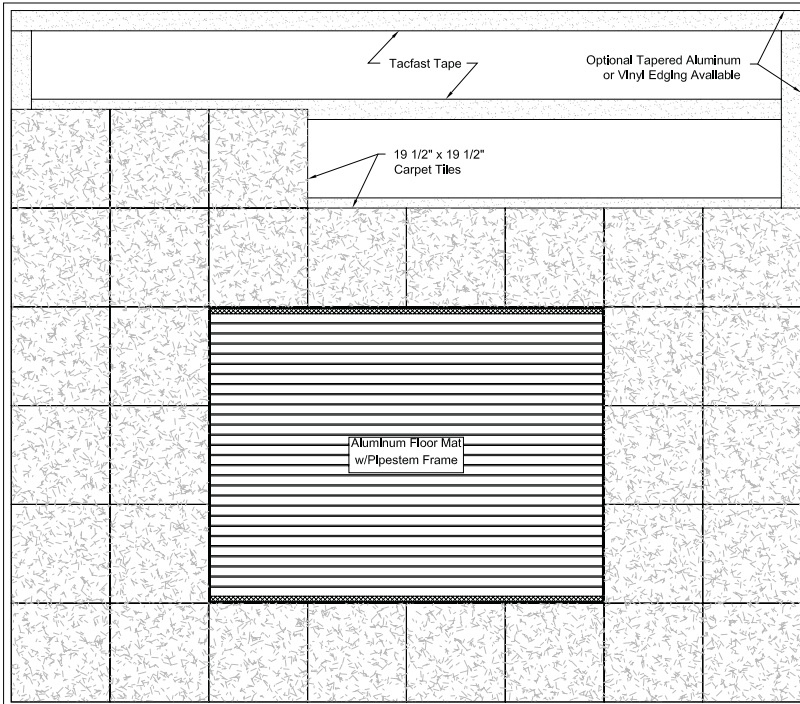 Tacfast Tape
Optional Tapered Aluminum
or Vinyl Edging Available
19 1/2" x 19 1/2"
Carpet Tiles
Aluminum Floor Mat
w/Pipestem Frame